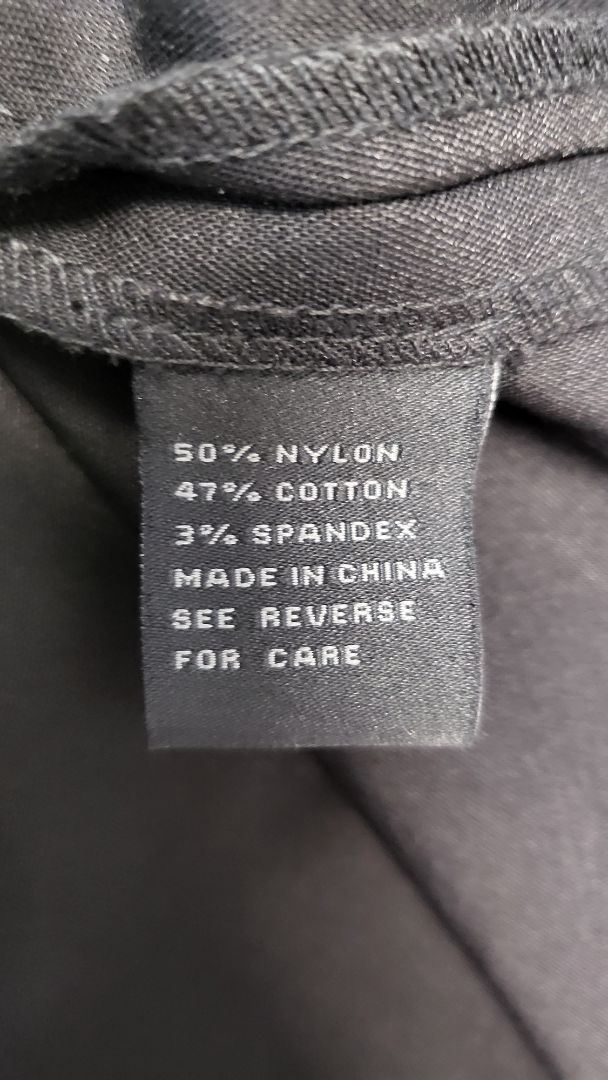 50% NYLON
47% COTTON
3% SPANDEX
MADE IN CHINA
SEE REVERSE
FOR CARE